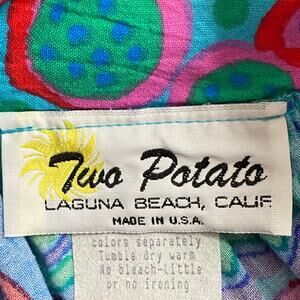 Two Potato
LAGUNA BEACH, CALIF.
MADE IN U.S.A.
colors separately
Tumble dry warm
No bleach-little
or no ironing